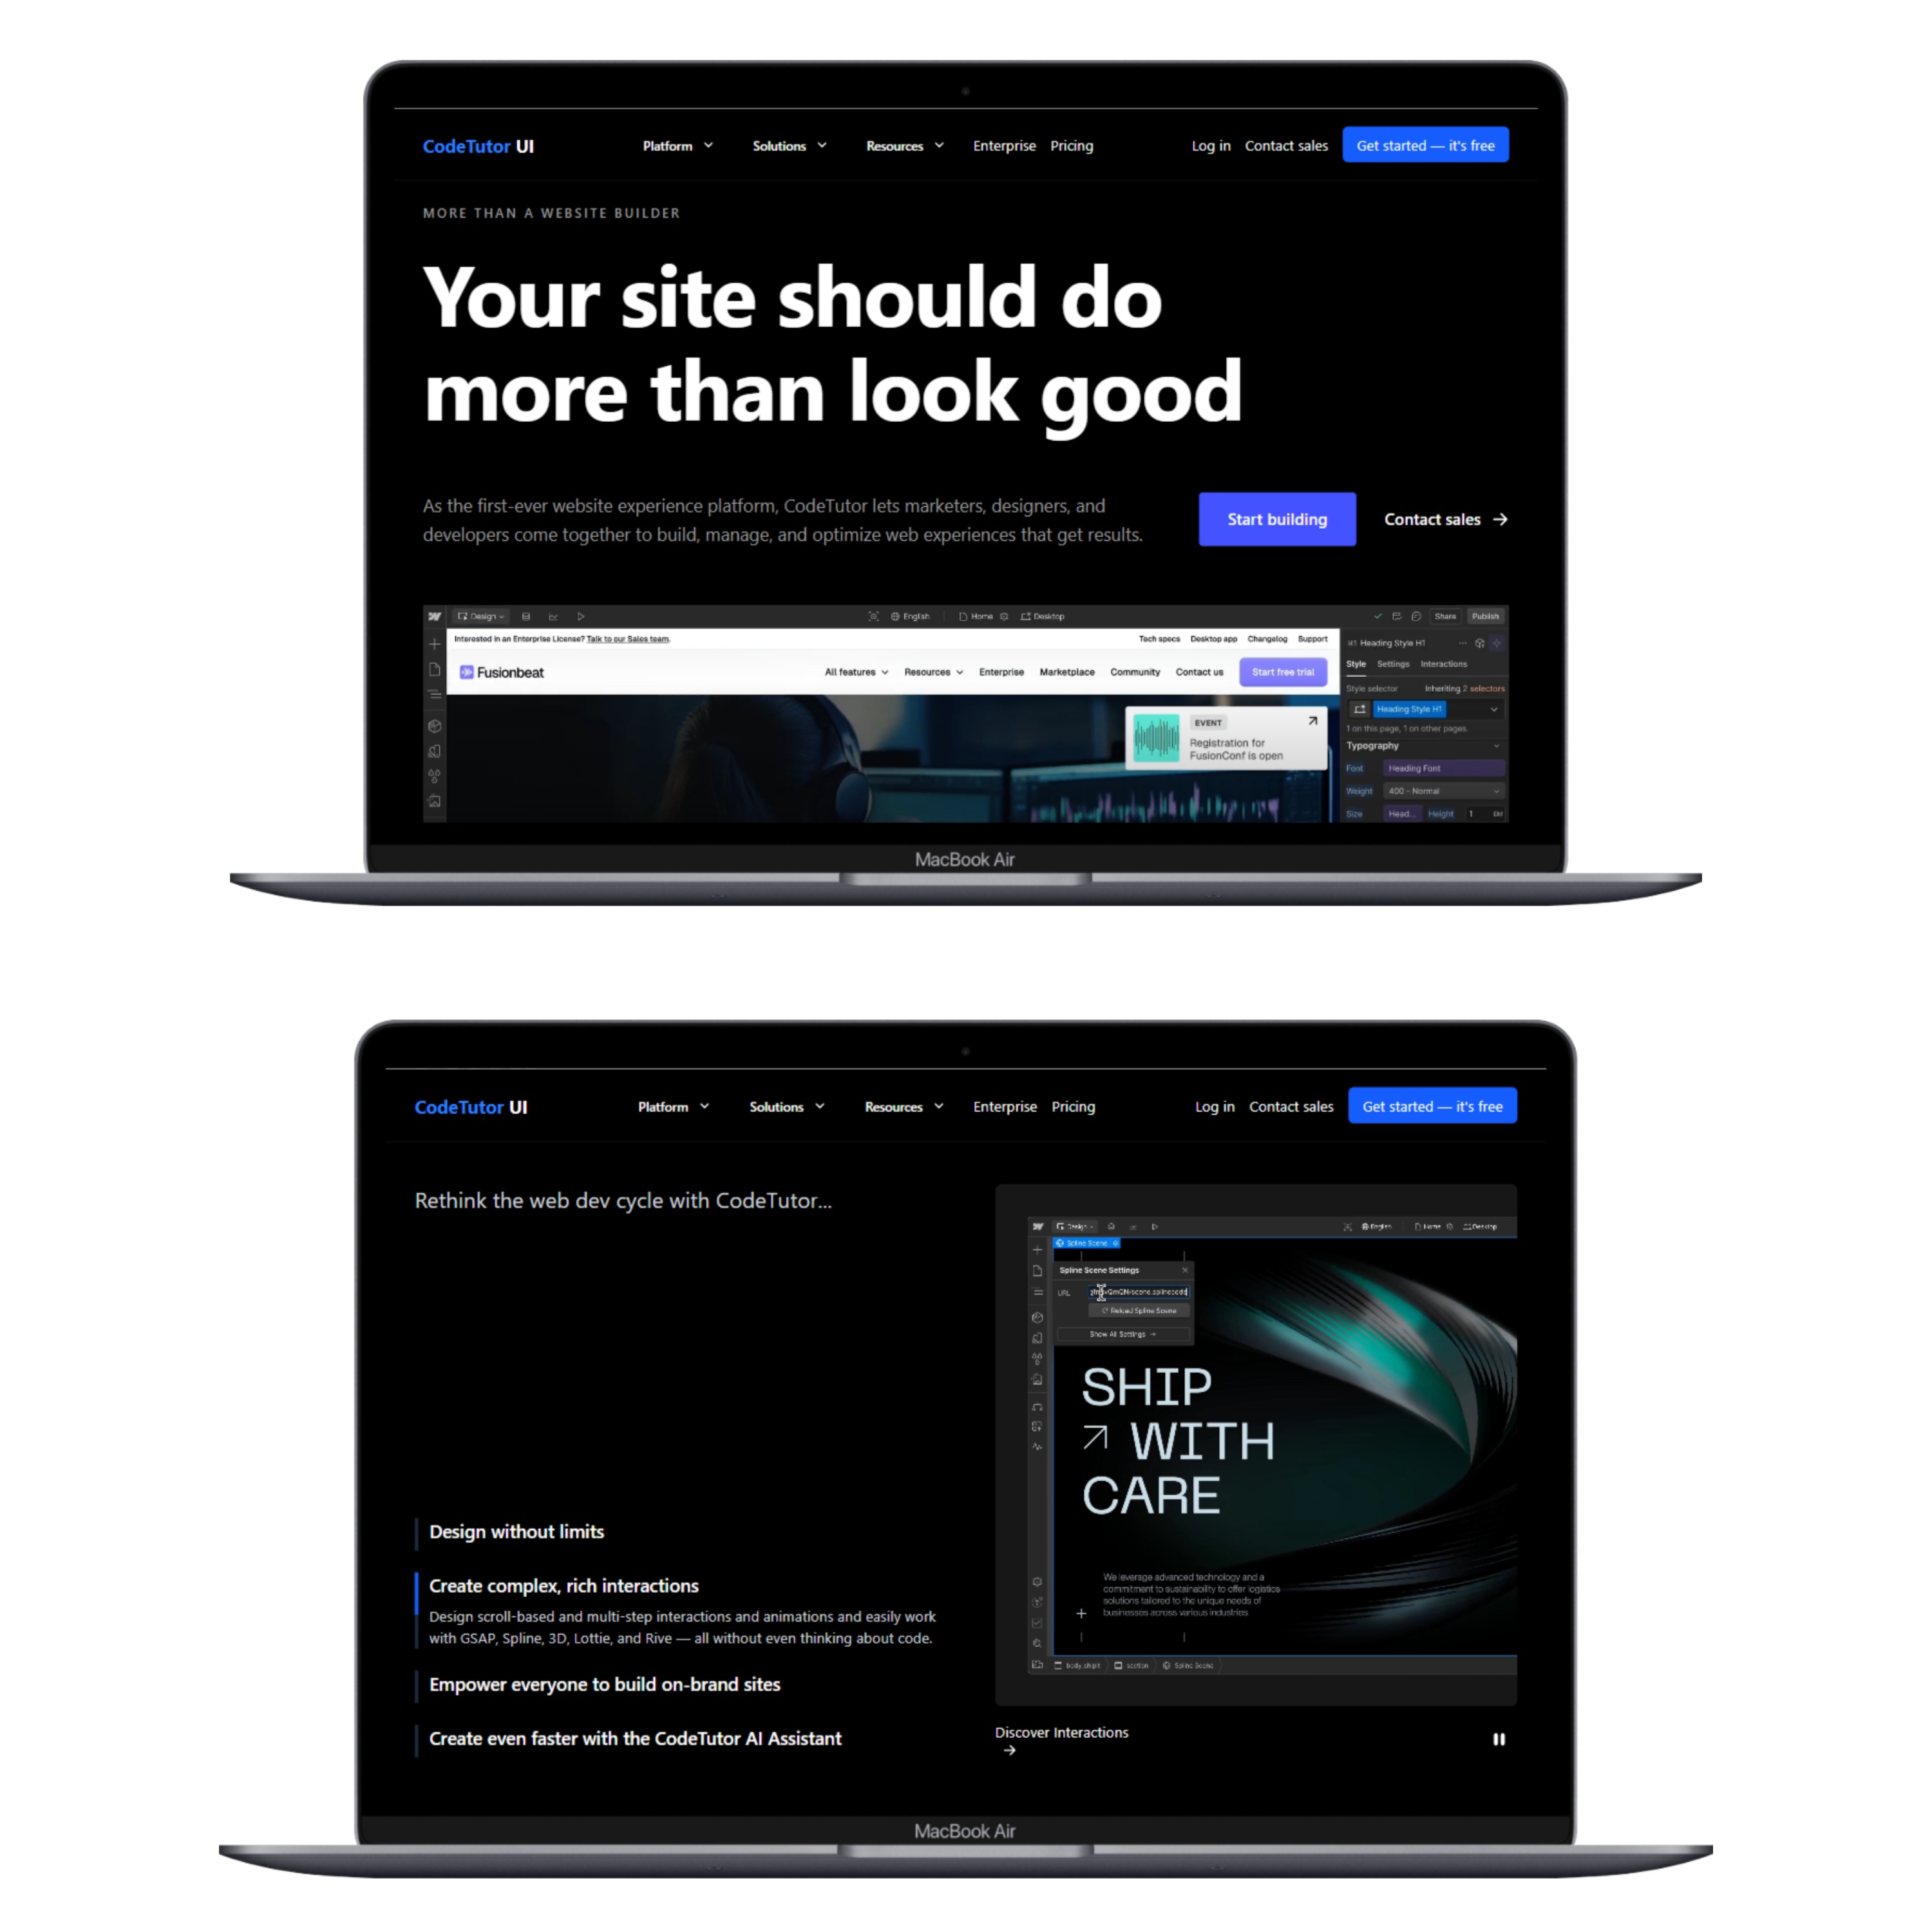 CodeTutor UI
Platform
Solutions
Resources
Enterprise
Pricing
Log in
Contact sales
Get started — it's free
MORE THAN A WEBSITE BUILDER
Your site should do
more than look good
As the first-ever website experience platform, CodeTutor lets marketers, designers, and
developers come together to build, manage, and optimize web experiences that get results.
Start building
Contact sales →
Design
English
Home
Desktop
Share
Publish
Interested in an Enterprise License? Talk to our Sales team.
Tech specs
Desktop app
Changelog
Support
Fusionbeat
All features
Resources
Enterprise
Marketplace
Community
Contact us
Start free trial
EVENT
Registration for
FusionConf is open
H1 Heading Style H1
Style
Settings
Interactions
Style selector
Inheriting 2 selectors
Heading Style H1
1 on this page, 1 on other pages.
Typography
Font
Heading Font
Weight
400 - Normal
Size
Head...
Height
1
EM
MacBook Air
CodeTutor UI
Platform
Solutions
Resources
Enterprise
Pricing
Log in
Contact sales
Get started — it's free
Rethink the web dev cycle with CodeTutor...
Design without limits
Create complex, rich interactions
Design scroll-based and multi-step interactions and animations and easily work
with GSAP, Spline, 3D, Lottie, and Rive — all without even thinking about code.
Empower everyone to build on-brand sites
Create even faster with the CodeTutor AI Assistant
Design
English
Home
Desktop
Spline Scene
Spline Scene Settings
URL
Reload Spline Scene
Show All Settings →
SHIP
↗ WITH
CARE
We leverage advanced technology and a
commitment to sustainability to offer logistics
solutions tailored to the unique needs of
businesses across various industries
section
Spline Scene
Discover Interactions
→
MacBook Air